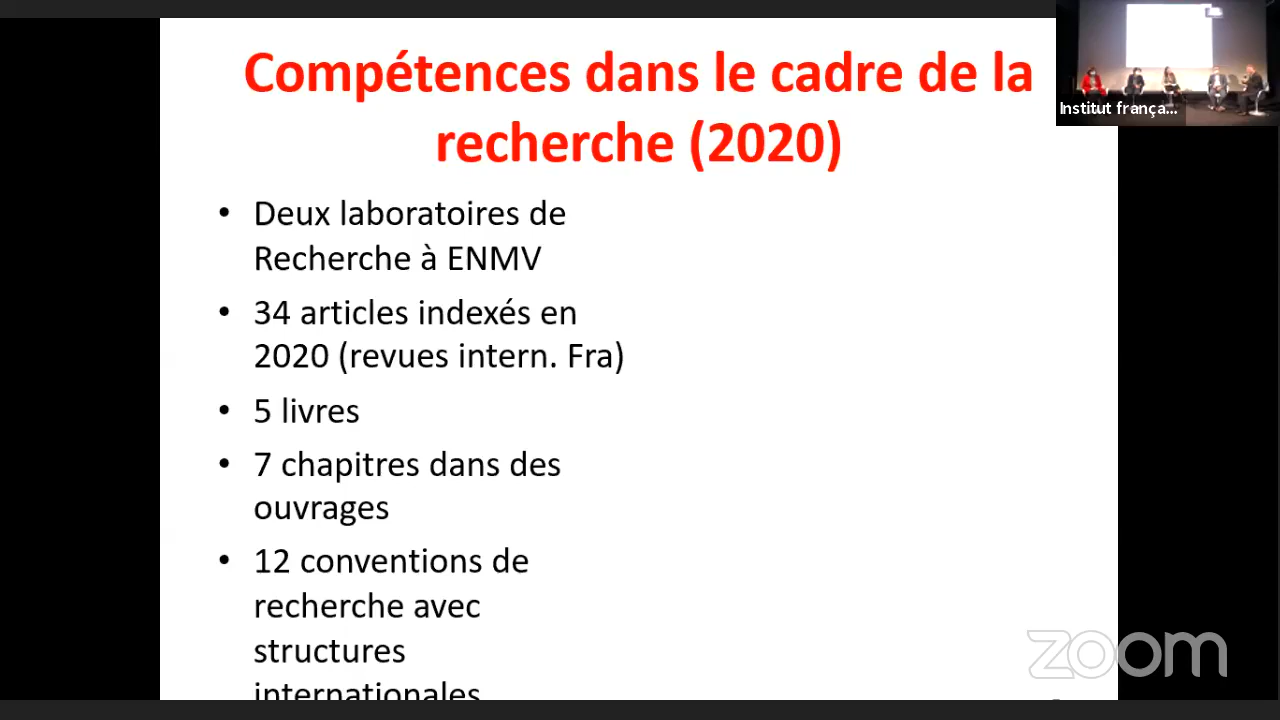 Compétences dans le cadre de la
recherche (2020)
Institut frança...
• Deux laboratoires de
Recherche à ENMV
• 34 articles indexés en
2020 (revues intern. Fra)
• 5 livres
• 7 chapitres dans des
ouvrages
• 12 conventions de
recherche avec
structures
internationales
zoom